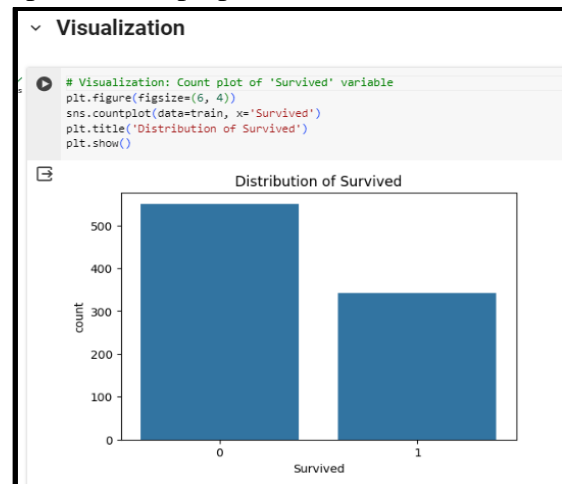 Visualization
# Visualization: Count plot of 'Survived' variable
plt.figure(figsize=(6, 4))
sns.countplot(data=train, x='Survived')
plt.title('Distribution of Survived')
plt.show()
Distribution of Survived
500
400
300
200
100
0
count
0 1
Survived